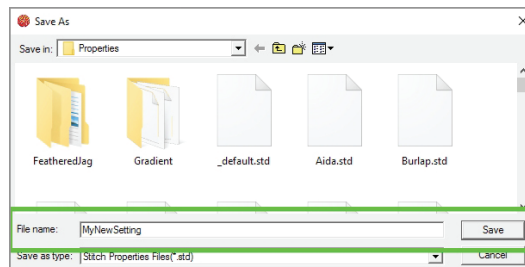 Save As
Save in: Properties
FeatheredJag Gradient _default.std Aida.std Burlap.std
File name: MyNewSetting Save
Save as type: Stitch Properties Files(*.std) Cancel